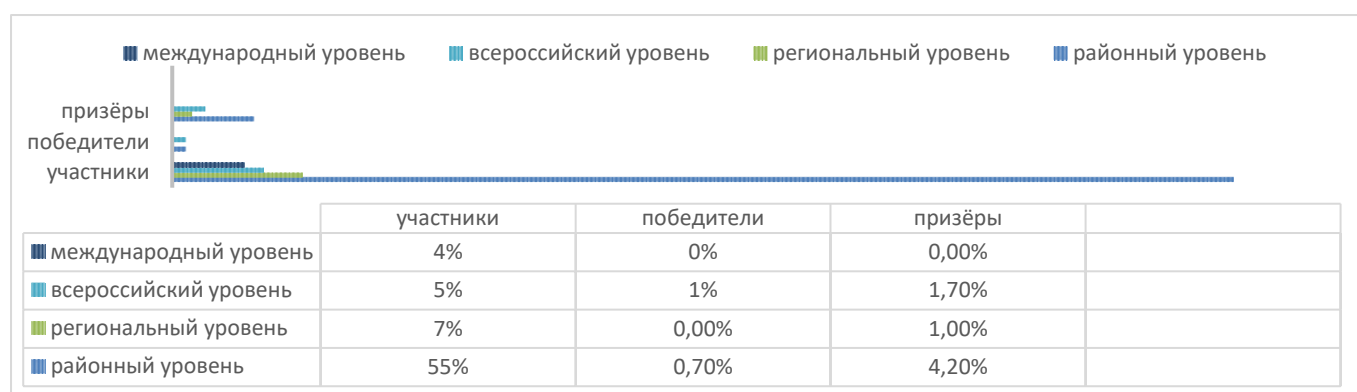 международный уровень всероссийский уровень региональный уровень районный уровень
призёры
победители
участники
участники победители призёры
международный уровень 4% 0% 0,00%
всероссийский уровень 5% 1% 1,70%
региональный уровень 7% 0,00% 1,00%
районный уровень 55% 0,70% 4,20%